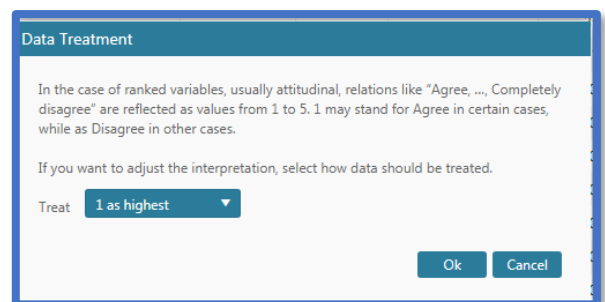 Data Treatment
In the case of ranked variables, usually attitudinal, relations like "Agree, ..., Completely
disagree" are reflected as values from 1 to 5. 1 may stand for Agree in certain cases,
while as Disagree in other cases.
If you want to adjust the interpretation, select how data should be treated.
Treat 1 as highest
Ok Cancel